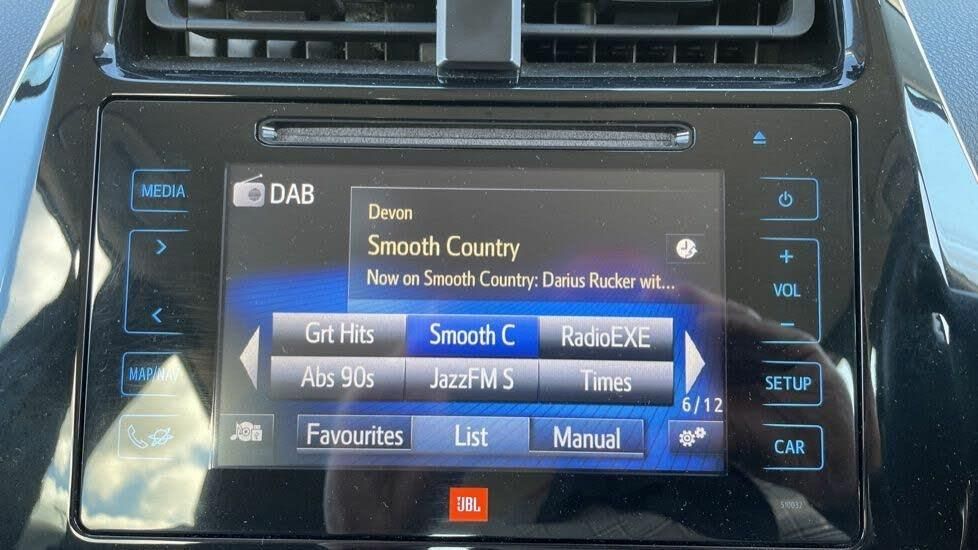 MEDIA
DAB
Devon
Smooth Country
Now on Smooth Country: Darius Rucker wit...
VOL
Grt Hits Smooth C RadioEXE
Abs 90s JazzFM S Times
MAP/NAV
6/12
SETUP
Favourites List Manual
CAR
JBL
510032